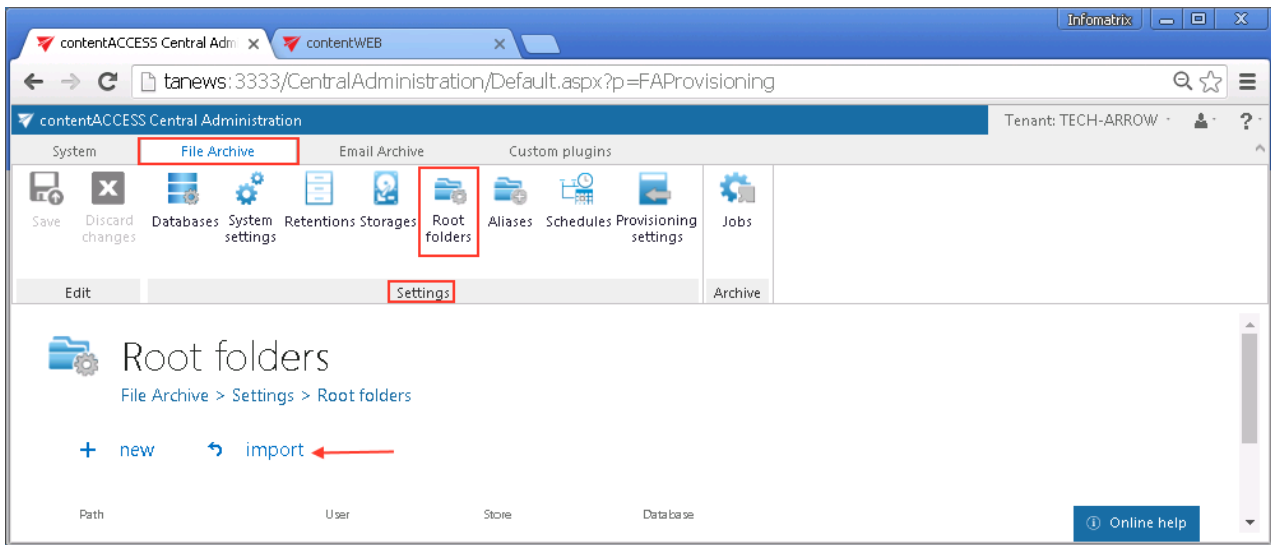 Infomatrix
contentACCESS Central Adm
contentWEB
tanews:3333/CentralAdministration/Default.aspx?p=FAProvisioning
contentACCESS Central Administration
Tenant: TECH-ARROW
?
System File Archive Email Archive Custom plugins
Save Discard changes Databases System settings Retentions Storages Root folders Aliases Schedules Provisioning settings Jobs
Edit Settings Archive
Root folders
File Archive > Settings > Root folders
+ new import
Path User Store Database
Online help